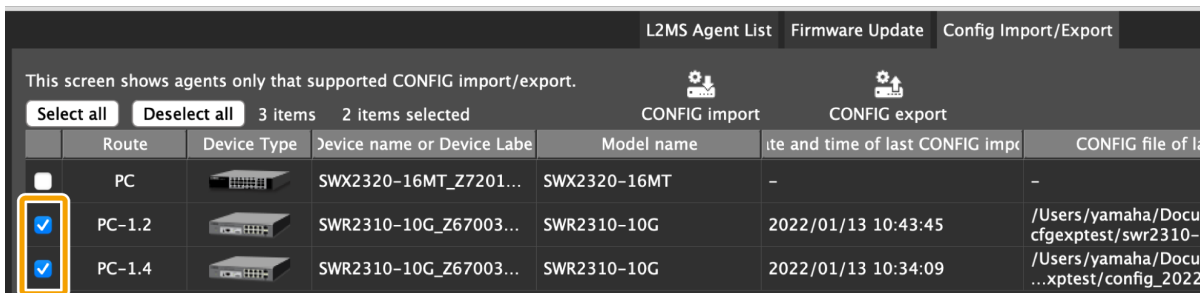 L2MS Agent List Firmware Update Config Import/Export
This screen shows agents only that supported CONFIG import/export.
Select all Deselect all 3 items 2 items selected CONFIG import CONFIG export
Route Device Type Device name or Device Labe Model name te and time of last CONFIG impo CONFIG file of la
PC SWX2320-16MT_Z7201... SWX2320-16MT - -
PC-1.2 SWR2310-10G_Z67003... SWR2310-10G 2022/01/13 10:43:45 /Users/yamaha/Docu
cfgexptest/swr2310-
PC-1.4 SWR2310-10G_Z67003... SWR2310-10G 2022/01/13 10:34:09 /Users/yamaha/Docu
...xptest/config_2022